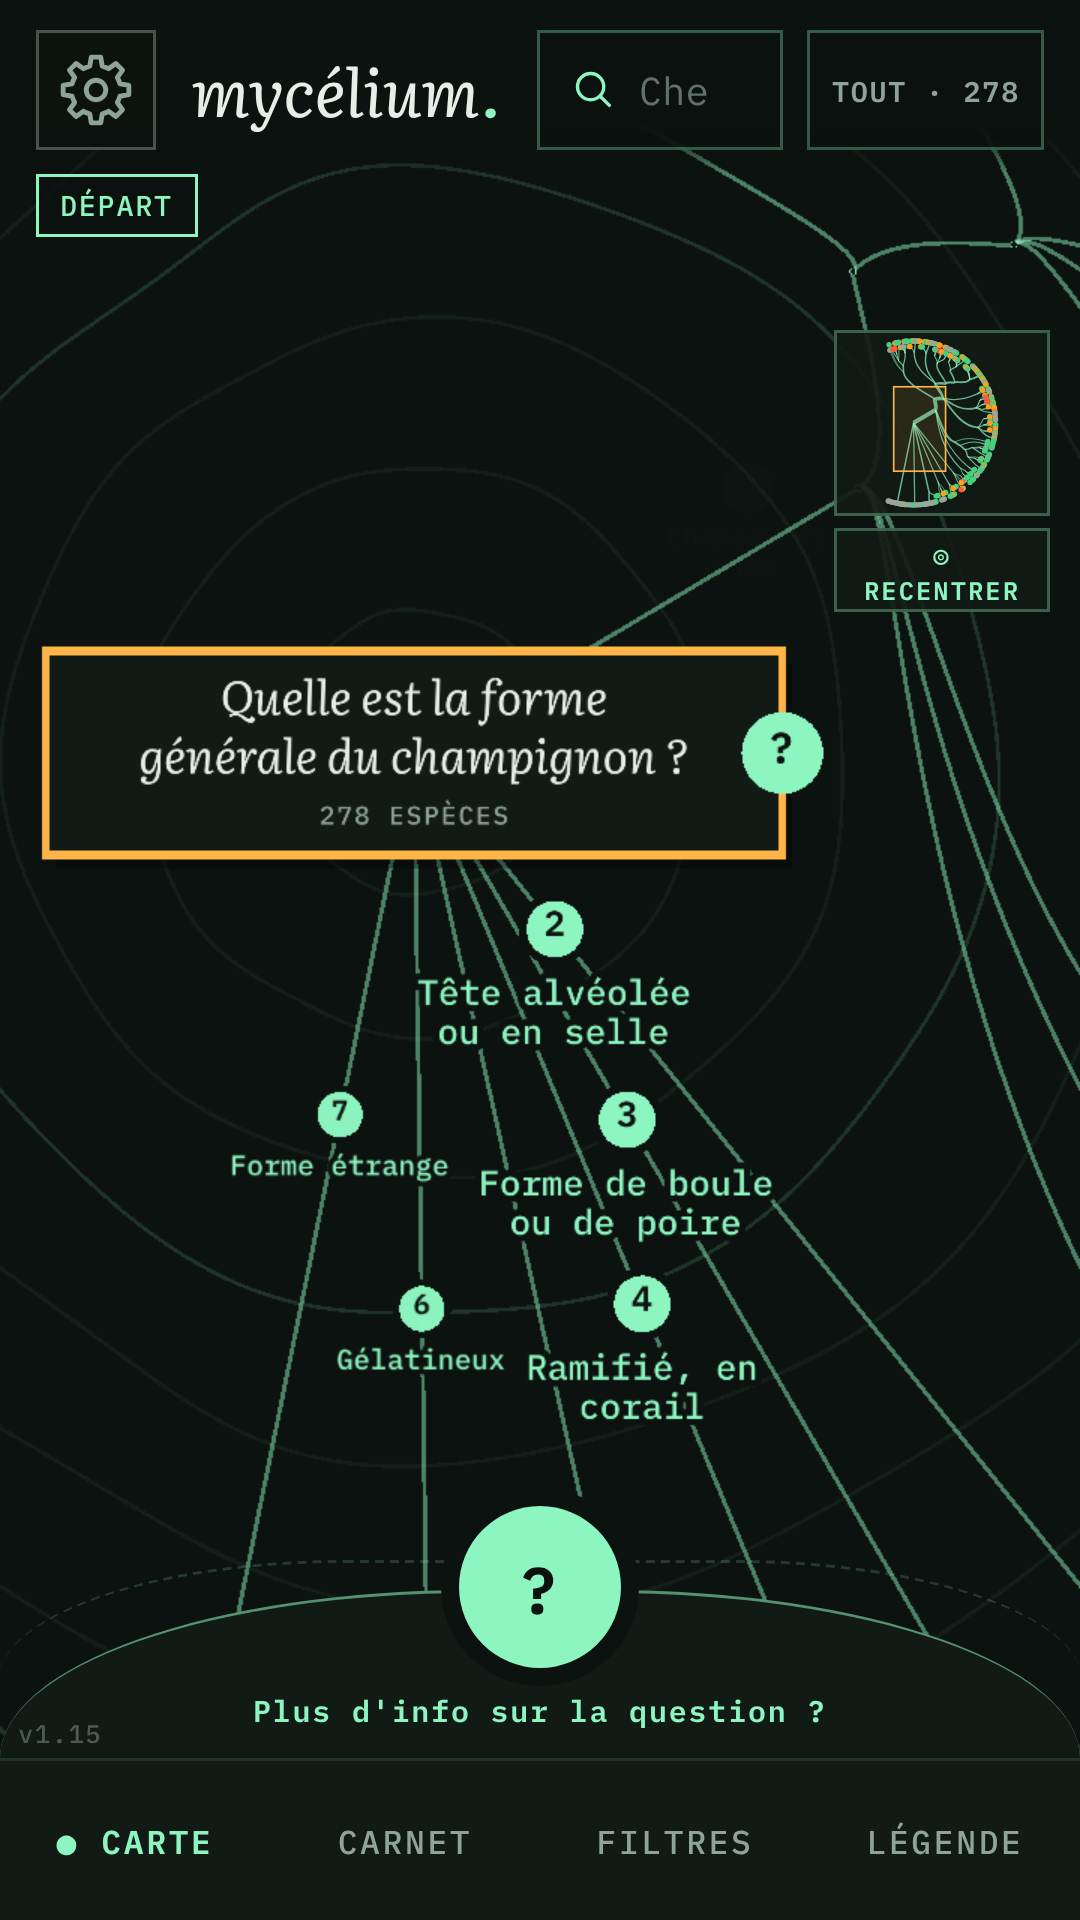 mycélium.
Che
TOUT · 278
DÉPART
◎
RECENTRER
Quelle est la forme
générale du champignon ?
278 ESPÈCES
?
2
Tête alvéolée
ou en selle
7
Forme étrange
3
Forme de boule
ou de poire
6
Gélatineux
4
Ramifié, en
corail
?
Plus d'info sur la question ?
v1.15
● CARTE
CARNET
FILTRES
LÉGENDE